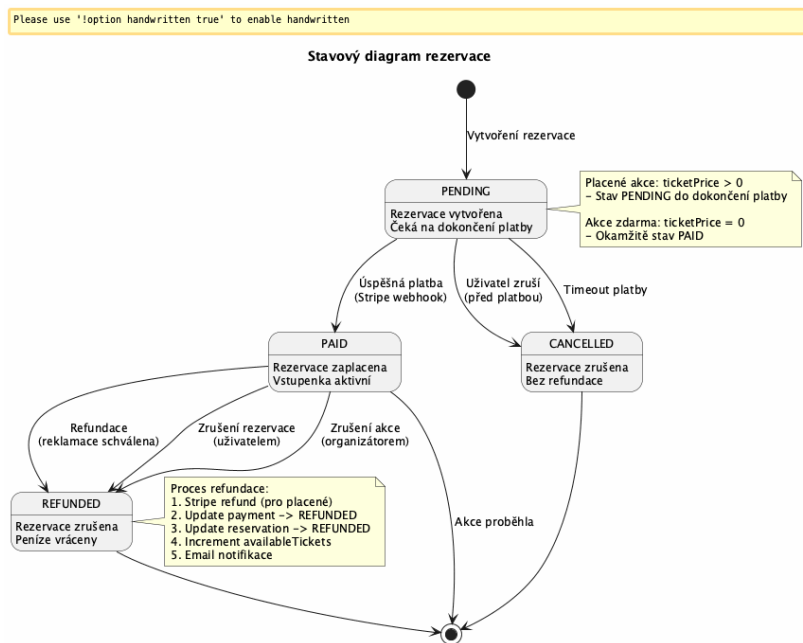 Please use '!option handwritten true' to enable handwritten
Stavový diagram rezervace
Vytvoření rezervace
PENDING
Rezervace vytvořena
Čeká na dokončení platby
Placené akce: ticketPrice > 0
- Stav PENDING do dokončení platby
Akce zdarma: ticketPrice = 0
- Okamžitě stav PAID
Úspěšná platba
(Stripe webhook)
Uživatel zruší
(před platbou)
Timeout platby
PAID
Rezervace zaplacena
Vstupenka aktivní
CANCELLED
Rezervace zrušena
Bez refundace
Refundace
(reklamace schválena)
Zrušení rezervace
(uživatelem)
Zrušení akce
(organizátorem)
REFUNDED
Rezervace zrušena
Peníze vráceny
Proces refundace:
1. Stripe refund (pro placené)
2. Update payment -> REFUNDED
3. Update reservation -> REFUNDED
4. Increment availableTickets
5. Email notifikace
Akce proběhla